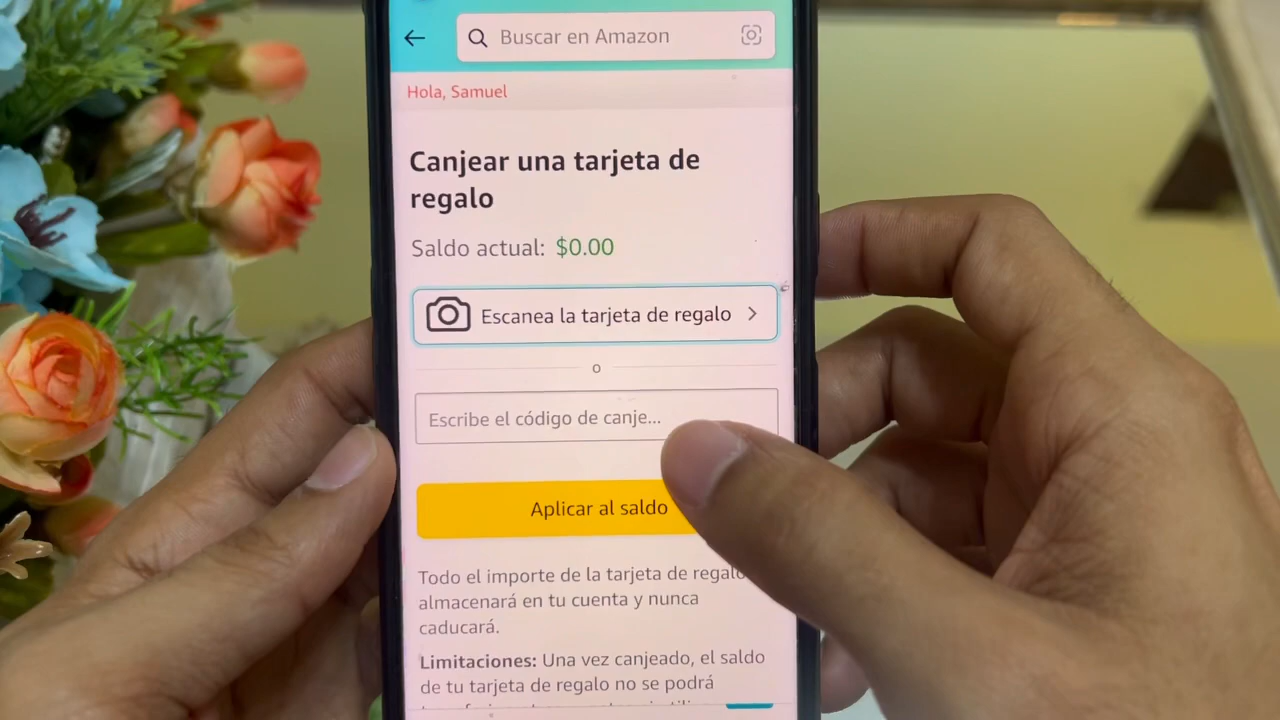 Buscar en Amazon
Hola, Samuel
Canjear una tarjeta de
regalo
Saldo actual: $0.00
Escanea la tarjeta de regalo
o
Escribe el código de canje...
Aplicar al saldo
Todo el importe de la tarjeta de regalo
almacenará en tu cuenta y nunca
caducará.
Limitaciones: Una vez canjeado, el saldo
de tu tarjeta de regalo no se podrá